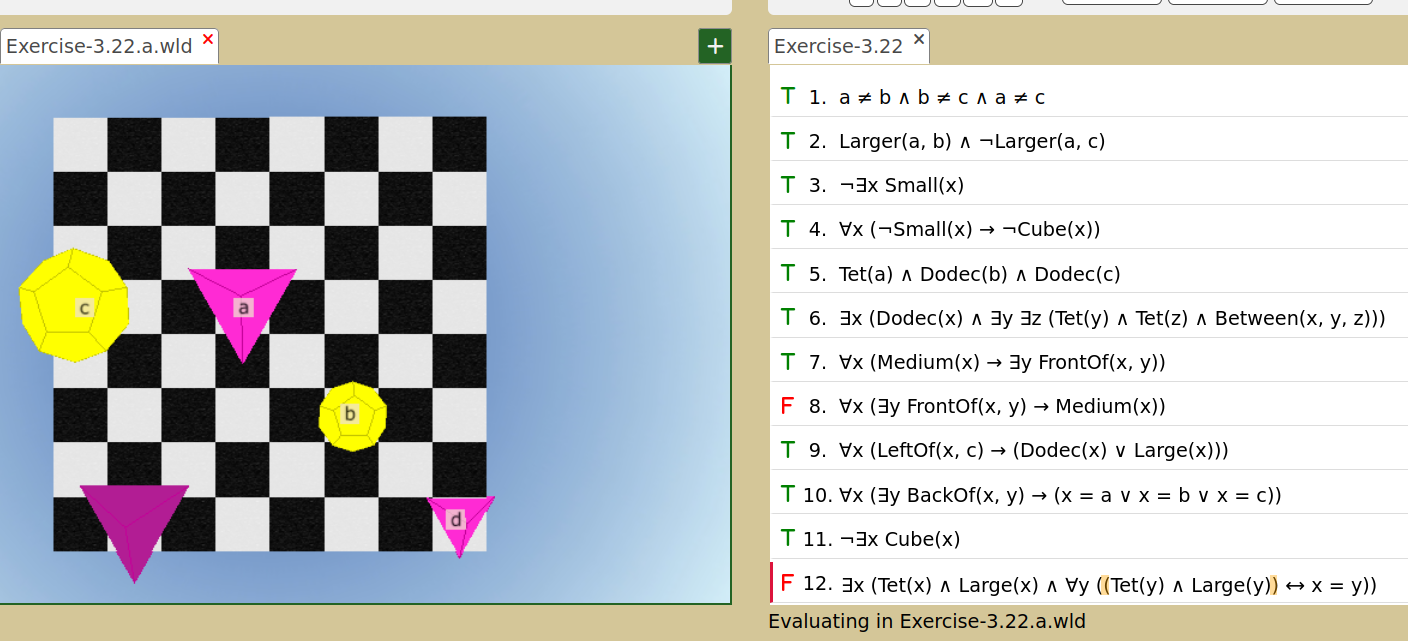 Exercise-3.22.a.wld ×
+
c
a
b
d
Exercise-3.22 ×
T 1. a ≠ b ∧ b ≠ c ∧ a ≠ c
T 2. Larger(a, b) ∧ ¬Larger(a, c)
T 3. ¬∃x Small(x)
T 4. ∀x (¬Small(x) → ¬Cube(x))
T 5. Tet(a) ∧ Dodec(b) ∧ Dodec(c)
T 6. ∃x (Dodec(x) ∧ ∃y ∃z (Tet(y) ∧ Tet(z) ∧ Between(x, y, z)))
T 7. ∀x (Medium(x) → ∃y FrontOf(x, y))
F 8. ∀x (∃y FrontOf(x, y) → Medium(x))
T 9. ∀x (LeftOf(x, c) → (Dodec(x) ∨ Large(x)))
T 10. ∀x (∃y BackOf(x, y) → (x = a ∨ x = b ∨ x = c))
T 11. ¬∃x Cube(x)
F 12. ∃x (Tet(x) ∧ Large(x) ∧ ∀y ((Tet(y) ∧ Large(y)) ↔ x = y))
Evaluating in Exercise-3.22.a.wld